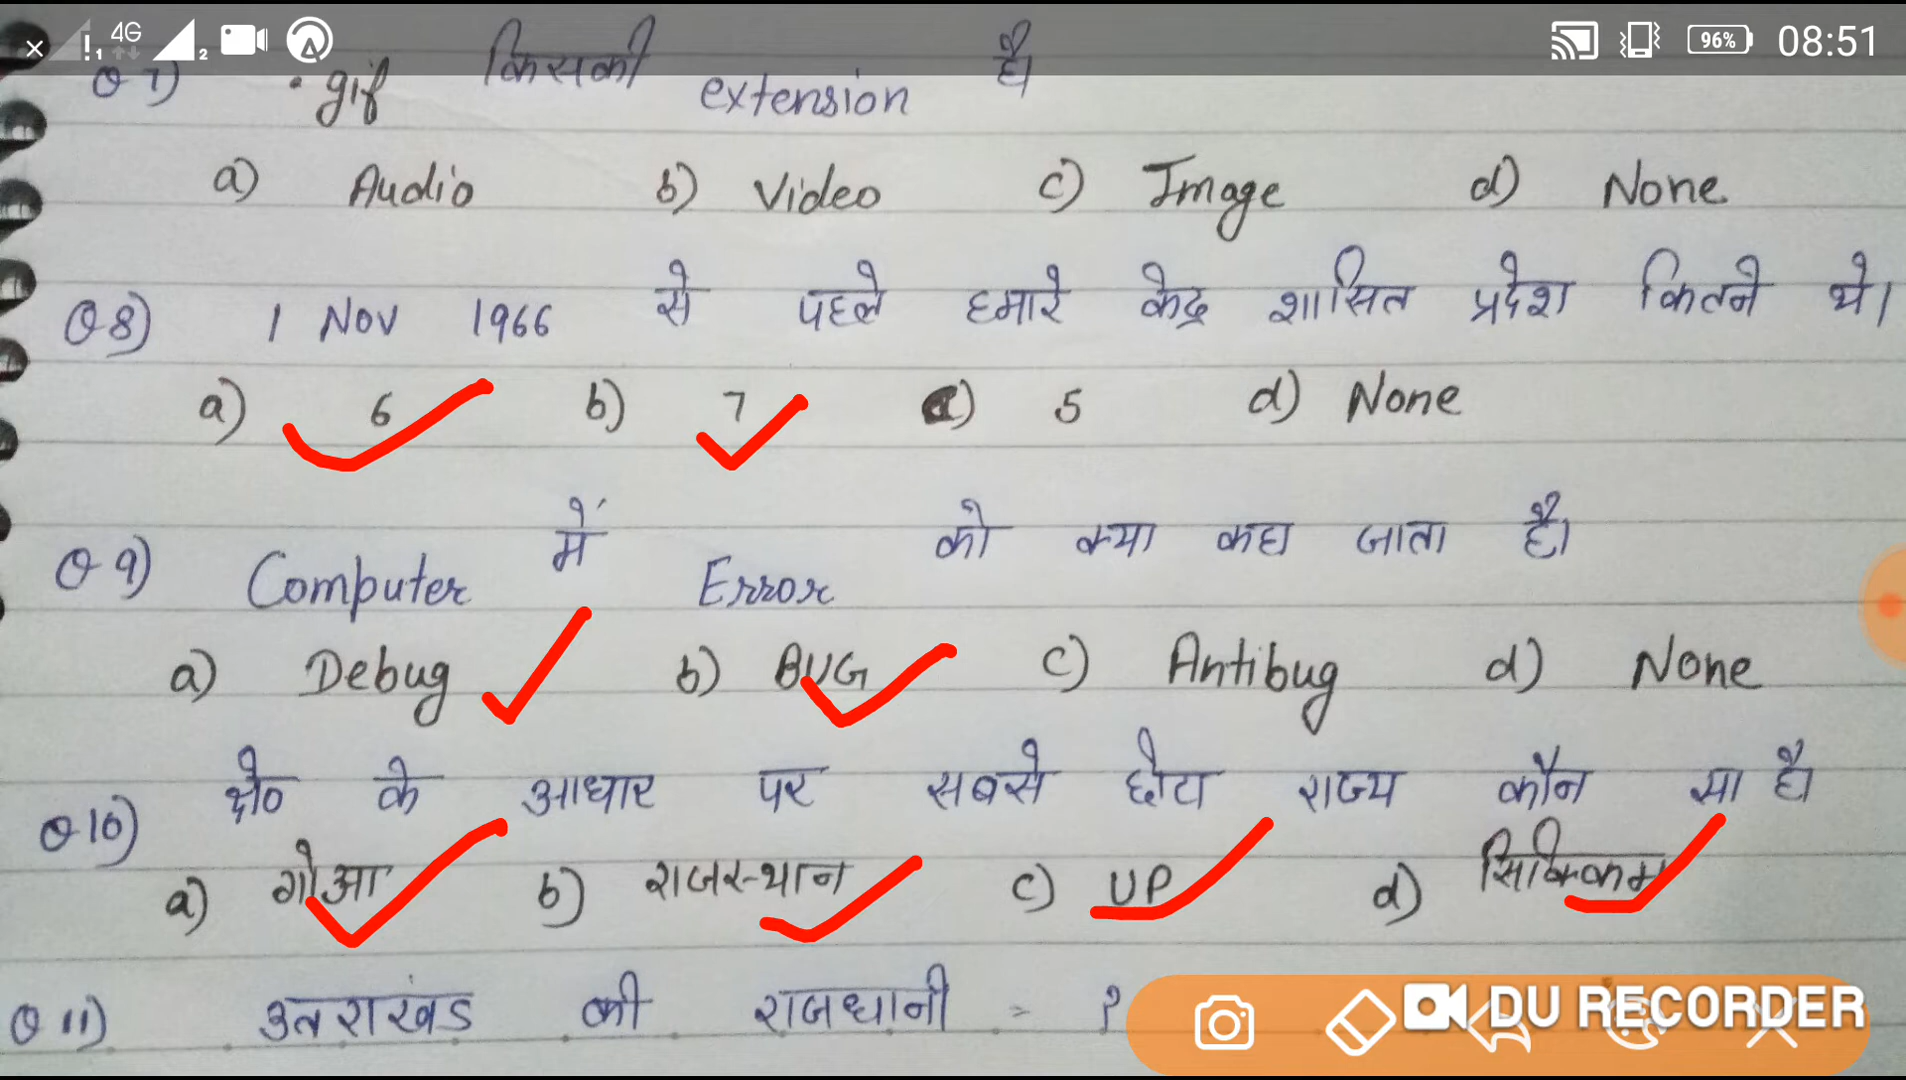 4G 96% 08:51
Q 7) .gif किसकी extension है।
a) Audio b) Video c) Image d) None
Q 8) 1 Nov 1966 से पहले हमारे केद्र शासित प्रदेश कितने थे।
a) 6 b) 7 c) 5 d) None
Q 9) Computer में Error को क्या कहा जाता है।
a) Debug b) BUG c) Antibug d) None
Q 10) क्षे० के आधार पर सबसे छोटा राज्य कौन सा है।
a) गोआ b) राजस्थान c) UP d) सिक्किम
Q 11) उतराखंड की राजधानी = ?
DU RECORDER